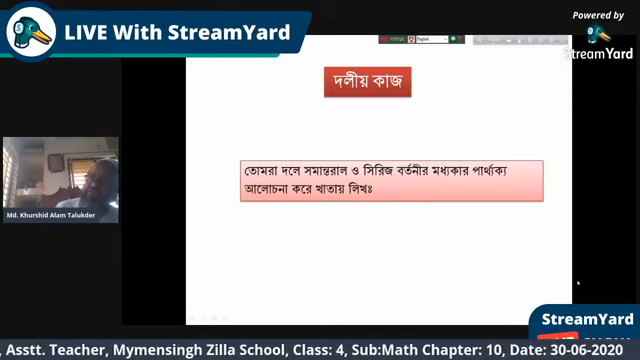 LIVE With StreamYard
Powered by
StreamYard
English
দলীয় কাজ
তোমরা দলে সমান্তরাল ও সিরিজ বর্তনীর মধ্যকার পার্থ্যক্য
আলোচনা করে খাতায় লিখঃ
Md. Khurshid Alam Talukder
StreamYard
, Asstt. Teacher, Mymensingh Zilla School, Class: 4, Sub:Math Chapter: 10, Date: 30-06-2020